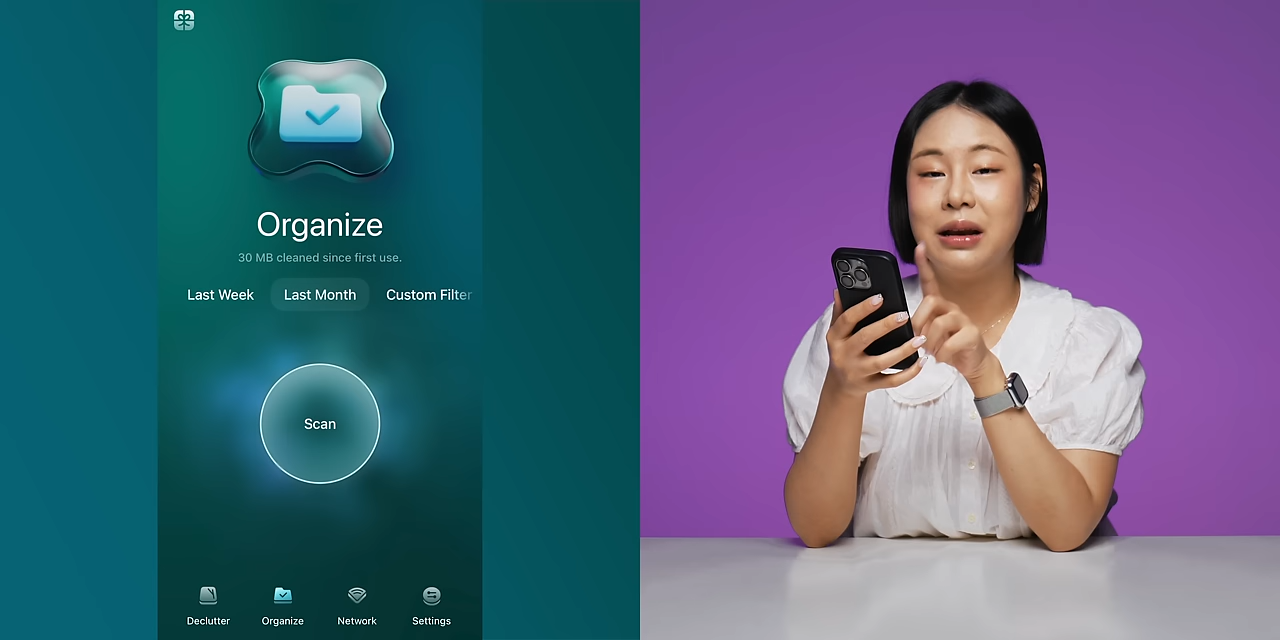 Organize
30 MB cleaned since first use.
Last Week Last Month Custom Filter
Scan
Declutter Organize Network Settings